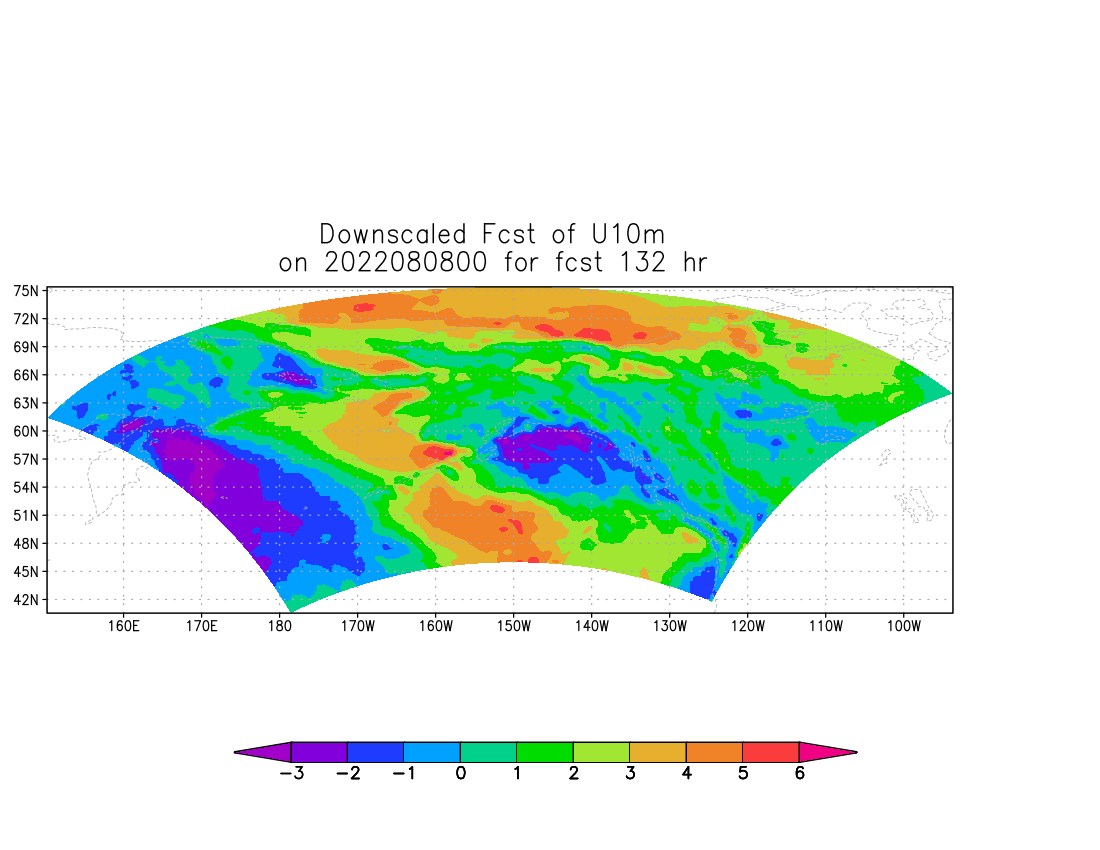 Downscaled Fcst of U10m
on 2022080800 for fcst 132 hr
75N
72N
69N
66N
63N
60N
57N
54N
51N
48N
45N
42N
160E 170E 180 170W 160W 150W 140W 130W 120W 110W 100W
-3 -2 -1 0 1 2 3 4 5 6